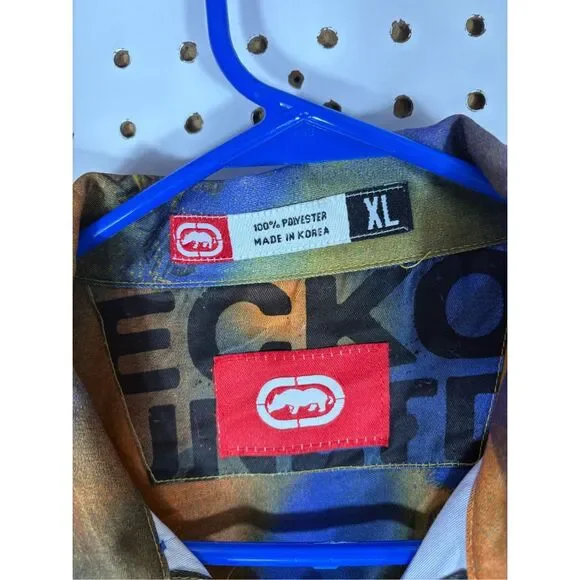 100% POLYESTER
MADE IN KOREA
XL
ECKO